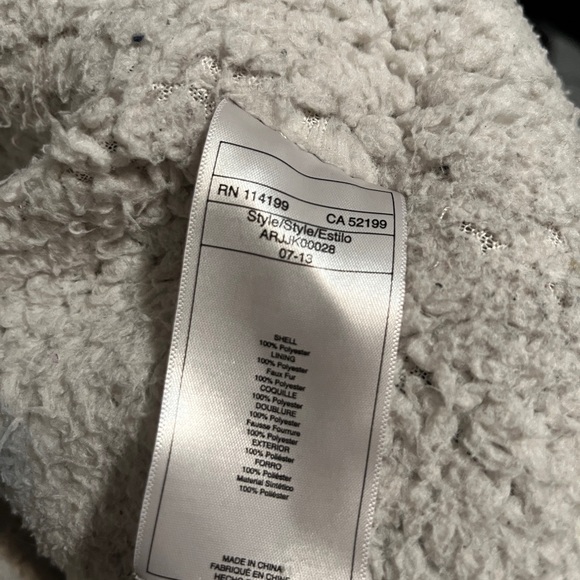 RN 114199 CA 52199
Style/Style/Estilo
ARJJK00028
07-13
SHELL
100% Polyester
LINING
100% Polyester
Faux Fur
100% Polyester
COQUILLE
100% Polyester
DOUBLURE
100% Polyester
Fausse Fourrure
100% Polyester
EXTERIOR
100% Poliéster
FORRO
100% Poliéster
Material Sintético
100% Poliéster
MADE IN CHINA
FABRIQUÉ EN CHINE
HECHO